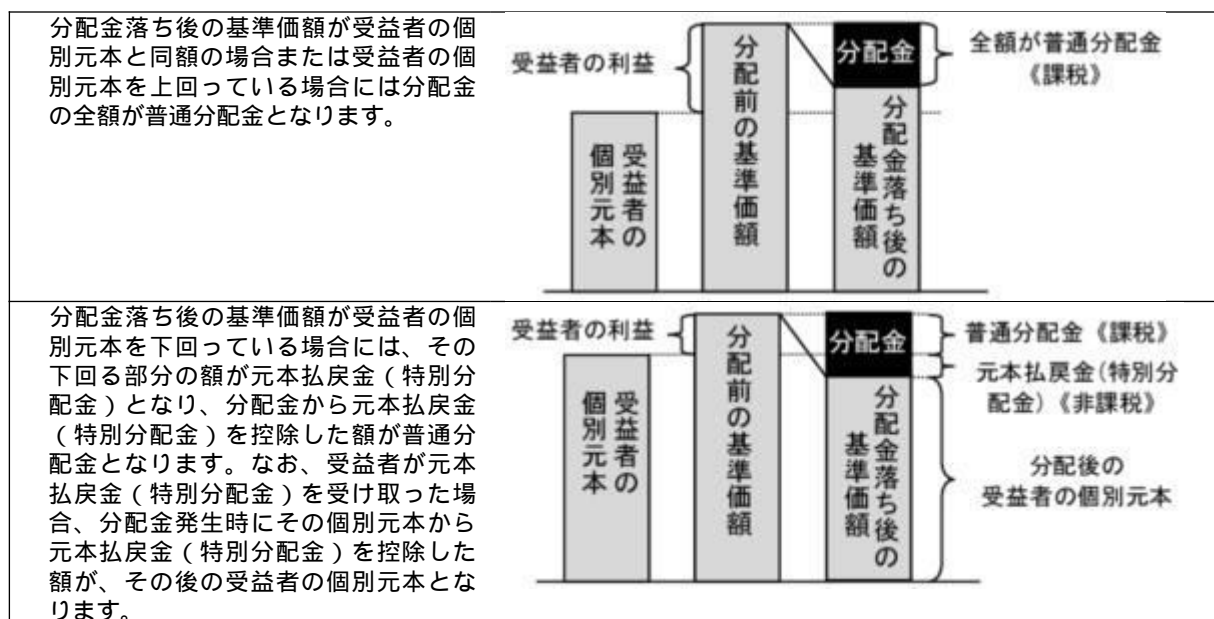 分配金落ち後の基準価額が受益者の個
別元本と同額の場合または受益者の個
別元本を上回っている場合には分配金
の全額が普通分配金となります。
受益者の利益
受益者の
個別元本
分配前の基準価額
分配金
分配金落ち後の
基準価額
全額が普通分配金
《課税》
分配金落ち後の基準価額が受益者の個
別元本を下回っている場合には、その
下回る部分の額が元本払戻金（特別分
配金）となり、分配金から元本払戻金
（特別分配金）を控除した額が普通分
配金となります。なお、受益者が元本
払戻金（特別分配金）を受け取った場
合、分配金発生時にその個別元本から
元本払戻金（特別分配金）を控除した
額が、その後の受益者の個別元本とな
ります。
受益者の利益
受益者の
個別元本
分配前の基準価額
分配金
分配金落ち後の
基準価額
普通分配金《課税》
元本払戻金(特別分
配金)《非課税》
分配後の
受益者の個別元本